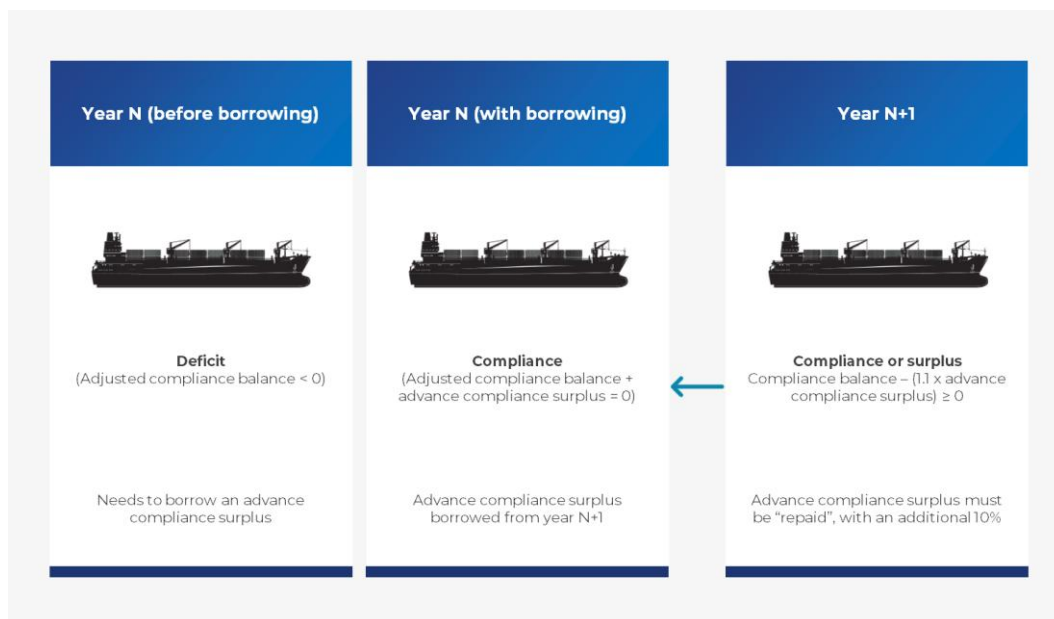 Year N (before borrowing)
Deficit
(Adjusted compliance balance < 0)
Needs to borrow an advance
compliance surplus
Year N (with borrowing)
Compliance
(Adjusted compliance balance +
advance compliance surplus = 0)
Advance compliance surplus
borrowed from year N+1
Year N+1
Compliance or surplus
Compliance balance – (1.1 x advance
compliance surplus) ≥ 0
Advance compliance surplus must
be “repaid”, with an additional 10%